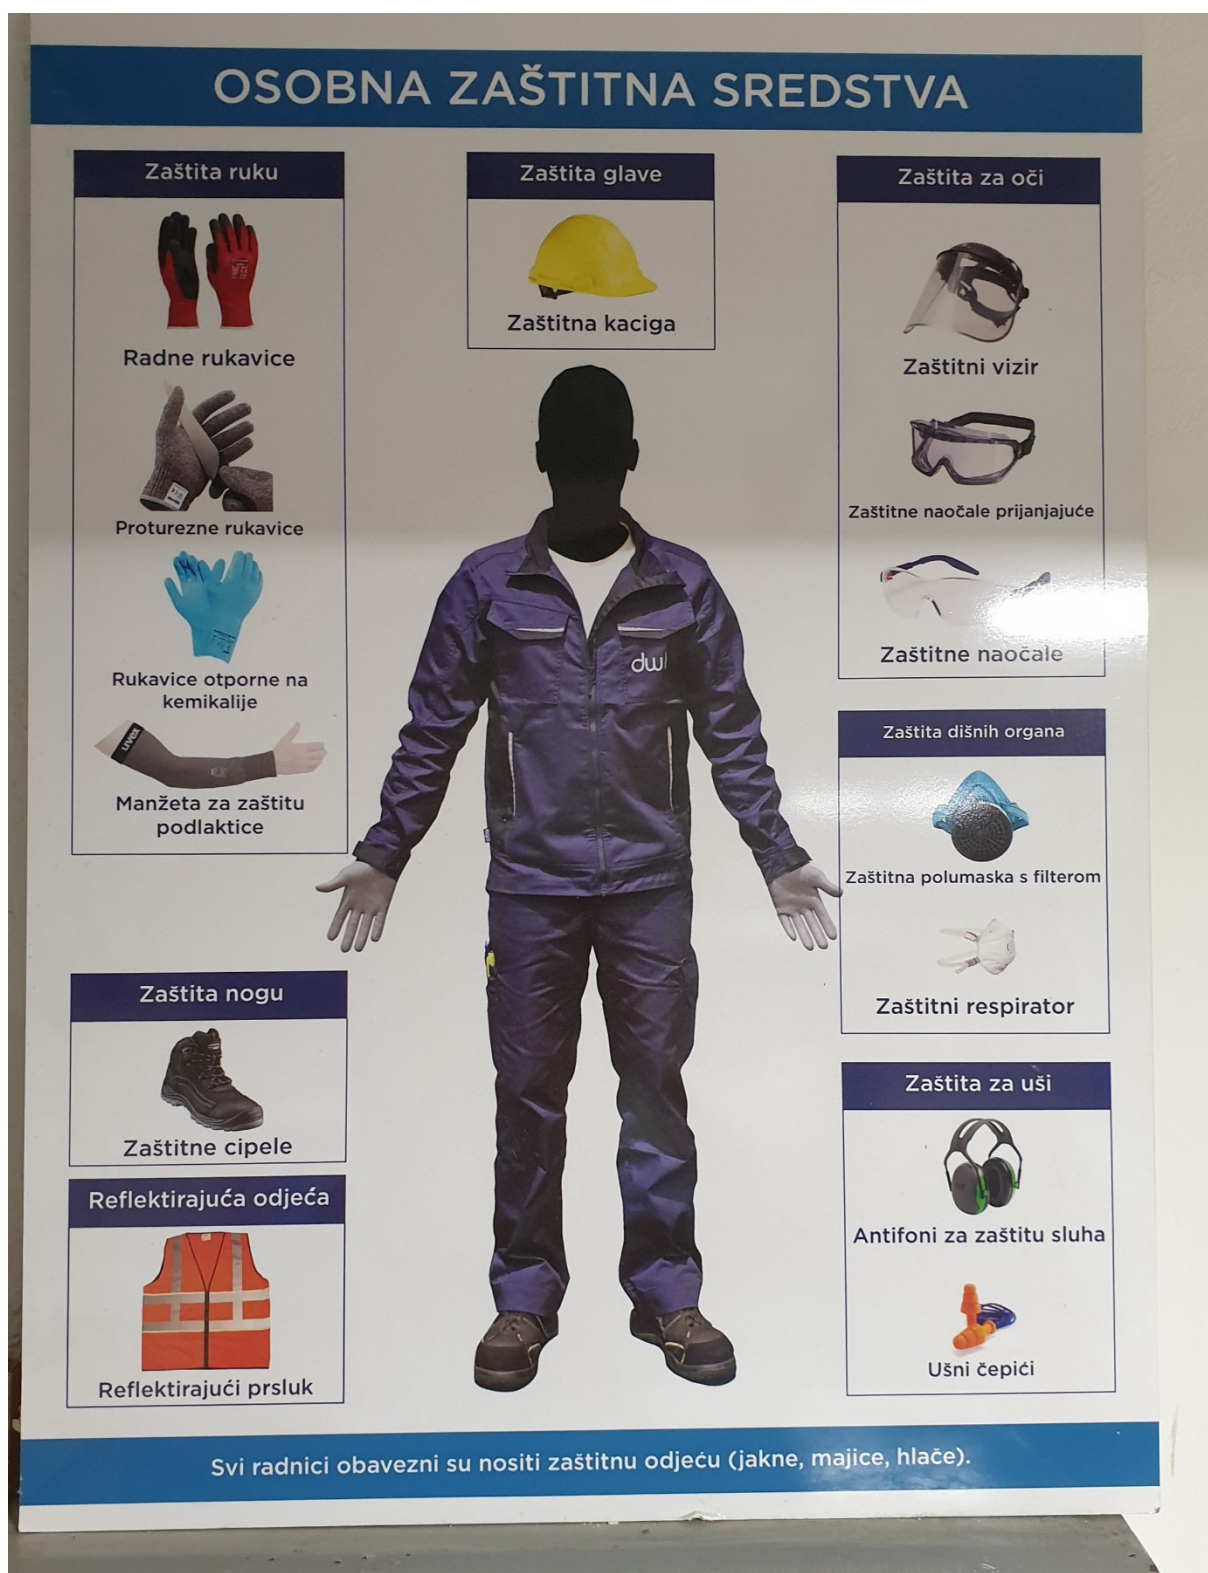 OSOBNA ZAŠTITNA SREDSTVA
Zaštita ruku
Radne rukavice
Proturezne rukavice
Rukavice otporne na
kemikalije
uvex
Manžeta za zaštitu
podlaktice
Zaštita glave
Zaštitna kaciga
Zaštita za oči
Zaštitni vizir
Zaštitne naočale prijanjajuće
Zaštitne naočale
dwl
Zaštita dišnih organa
Zaštitna polumaska s filterom
Zaštitni respirator
Zaštita nogu
Zaštitne cipele
Reflektirajuća odjeća
Reflektirajući prsluk
Zaštita za uši
Antifoni za zaštitu sluha
Ušni čepići
Svi radnici obavezni su nositi zaštitnu odjeću (jakne, majice, hlače).